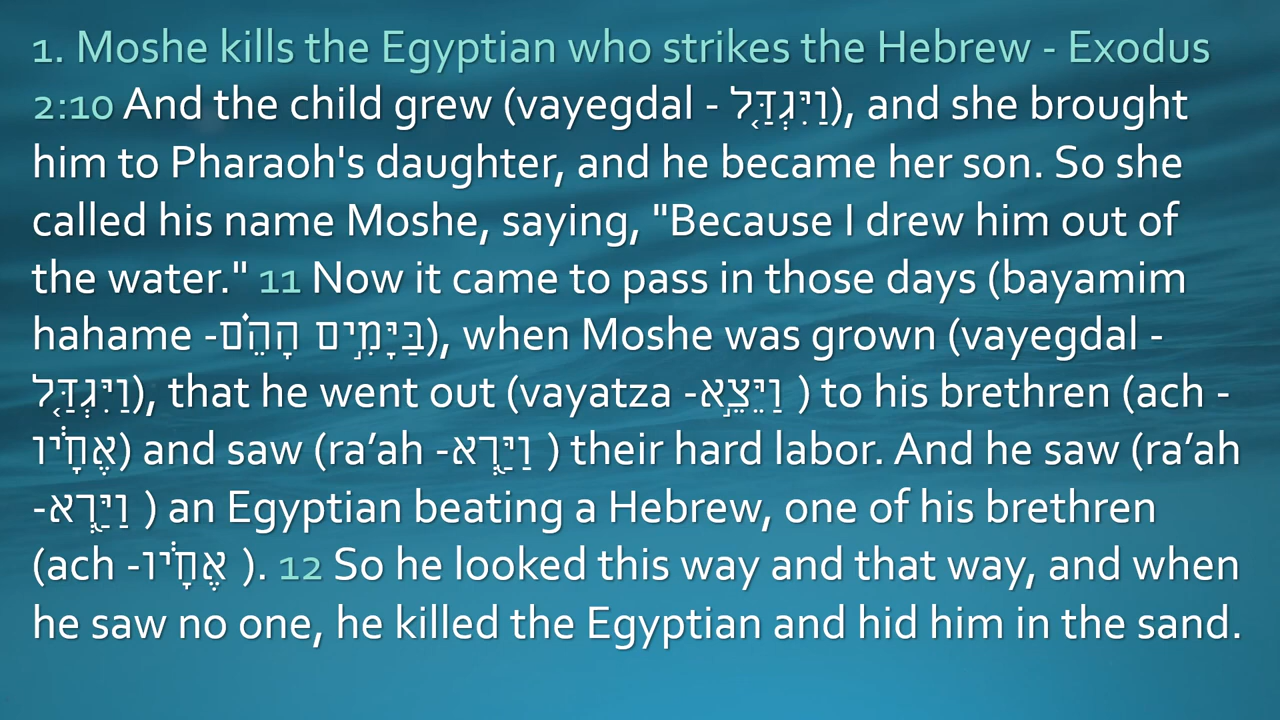 1. Moshe kills the Egyptian who strikes the Hebrew - Exodus
2:10 And the child grew (vayegdal - וַיִּגְדַּ֣ל), and she brought
him to Pharaoh's daughter, and he became her son. So she
called his name Moshe, saying, "Because I drew him out of
the water." 11 Now it came to pass in those days (bayamim
hahame -בַּיָּמִ֣ים הָהֵ֗ם), when Moshe was grown (vayegdal -
וַיִּגְדַּ֤ל), that he went out (vayatza -וַיֵּצֵ֣א ) to his brethren (ach -
אֶחָ֔יו) and saw (ra’ah -וַיַּ֖רְא ) their hard labor. And he saw (ra’ah
-וַיַּ֖רְא ) an Egyptian beating a Hebrew, one of his brethren
(ach -אֶחָ֔יו ). 12 So he looked this way and that way, and when
he saw no one, he killed the Egyptian and hid him in the sand.